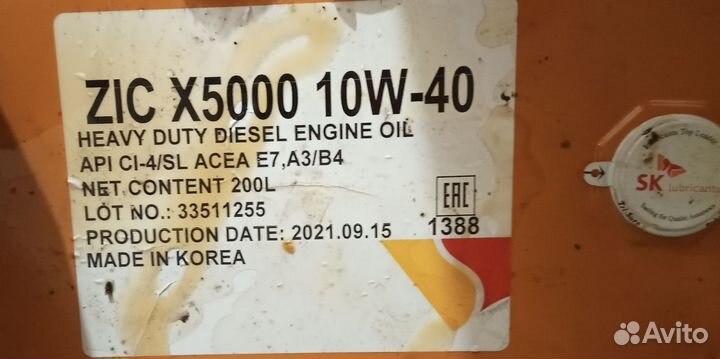 ZIC X5000 10W-40
HEAVY DUTY DIESEL ENGINE OIL
API CI-4/SL ACEA E7,A3/B4
NET CONTENT 200L
LOT NO.: 33511255
PRODUCTION DATE: 2021.09.15
MADE IN KOREA
EAC
1388
SK lubricants
Avito